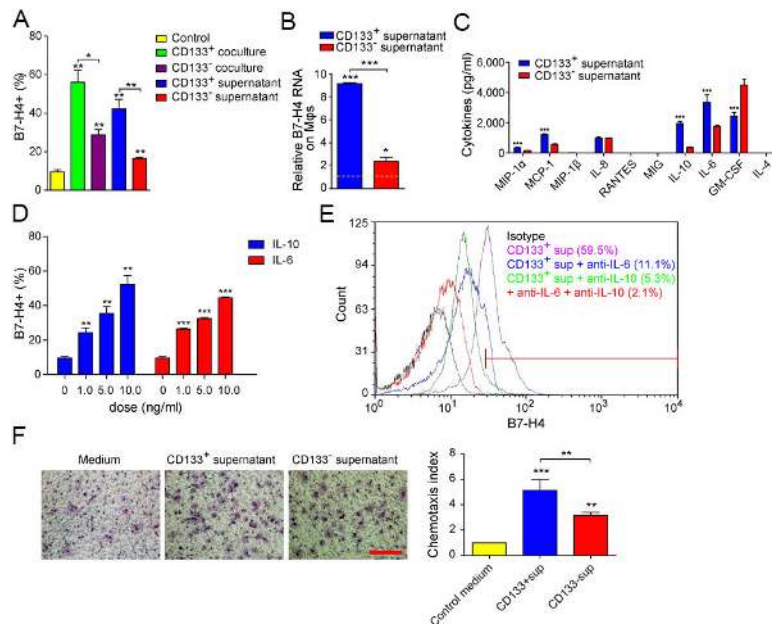 A
B7-H4+ (%)
80
60
40
20
0
Control
CD133+ coculture
CD133- coculture
CD133+ supernatant
CD133- supernatant
** * ** ** ** **
B
CD133+ supernatant
CD133- supernatant
Relative B7-H4 RNA
on Mφs
10
7
4
1
***
***
*
C
CD133+ supernatant
CD133- supernatant
Cytokines (pg/ml)
6,000
4,000
2,000
0
*** *** *** *** ***
MIP-1α
MCP-1
MIP-1β
IL-8
RANTES
MIG
IL-10
IL-6
GM-CSF
IL-4
D
B7-H4+ (%)
80
60
40
20
0
IL-10
IL-6
** ** ** *** *** ***
0 1.0 5.0 10.0 0 1.0 5.0 10.0
dose (ng/ml)
E
Count
125
94
63
31
0
Isotype
CD133+ sup (59.5%)
CD133+ sup + anti-IL-6 (11.1%)
CD133+ sup + anti-IL-10 (5.3%)
+ anti-IL-6 + anti-IL-10 (2.1%)
100 101 102 103 104
B7-H4
F
Medium
CD133+ supernatant
CD133- supernatant
Chemotaxis index
8
6
4
2
0
***
**
**
Control medium
CD133+sup
CD133-sup